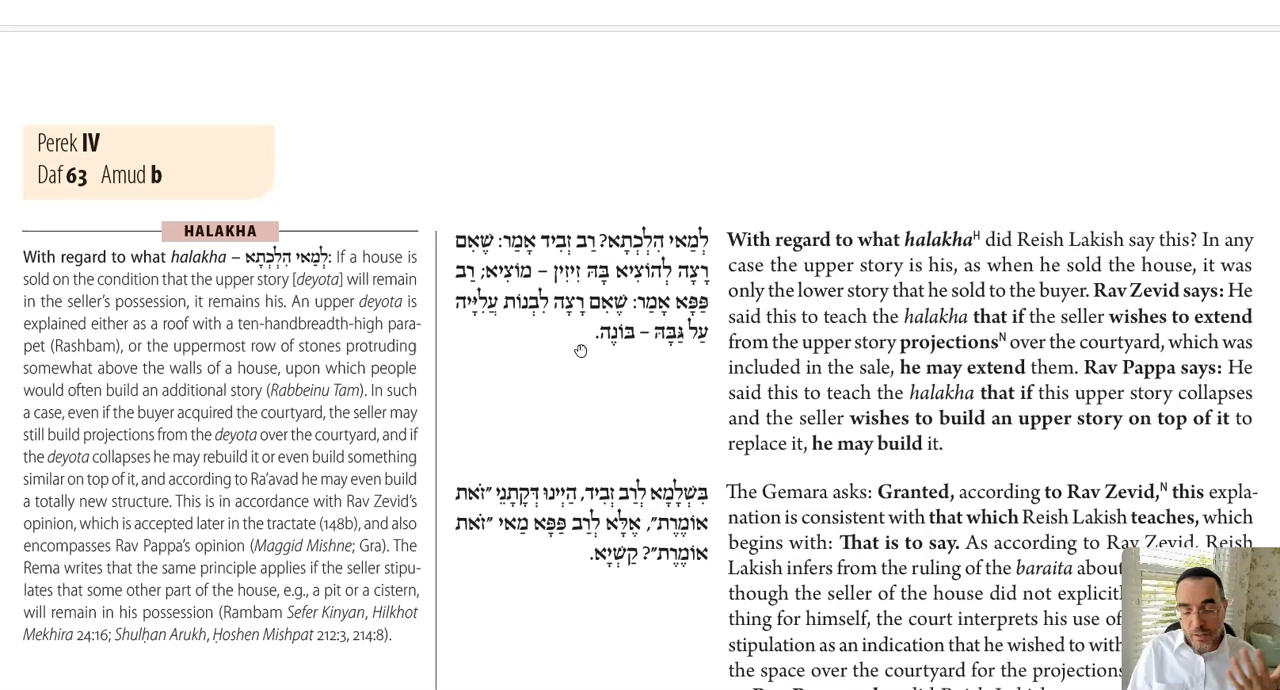 Perek IV
Daf 63 Amud b
HALAKHA
With regard to what halakha – לְמַאי הִלְכְתָא: If a house is
sold on the condition that the upper story [deyota] will remain
in the seller's possession, it remains his. An upper deyota is
explained either as a roof with a ten-handbreadth-high para-
pet (Rashbam), or the uppermost row of stones protruding
somewhat above the walls of a house, upon which people
would often build an additional story (Rabbeinu Tam). In such
a case, even if the buyer acquired the courtyard, the seller may
still build projections from the deyota over the courtyard, and if
the deyota collapses he may rebuild it or even build something
similar on top of it, and according to Ra'avad he may even build
a totally new structure. This is in accordance with Rav Zevid's
opinion, which is accepted later in the tractate (148b), and also
encompasses Rav Pappa's opinion (Maggid Mishne; Gra). The
Rema writes that the same principle applies if the seller stipu-
lates that some other part of the house, e.g., a pit or a cistern,
will remain in his possession (Rambam Sefer Kinyan, Hilkhot
Mekhira 24:16; Shulḥan Arukh, Ḥoshen Mishpat 212:3, 214:8).
לְמַאי הִלְכְתָא? רַב זְבִיד אָמַר: שֶׁאִם
רָצָה לְהוֹצִיא בָּהּ זִיזִין – מוֹצִיא; רַב
פַּפָּא אָמַר: שֶׁאִם רָצָה לִבְנוֹת עֲלִיָּיה
עַל גַּבָּהּ – בּוֹנֶה.
בִּשְׁלָמָא לְרַב זְבִיד, הַיְינוּ דְּקָתָנֵי ״זֹאת
אוֹמֶרֶת״, אֶלָּא לְרַב פַּפָּא מַאי ״זֹאת
אוֹמֶרֶת״? קַשְׁיָא.
With regard to what halakhaᴴ did Reish Lakish say this? In any
case the upper story is his, as when he sold the house, it was
only the lower story that he sold to the buyer. Rav Zevid says: He
said this to teach the halakha that if the seller wishes to extend
from the upper story projectionsᴺ over the courtyard, which was
included in the sale, he may extend them. Rav Pappa says: He
said this to teach the halakha that if this upper story collapses
and the seller wishes to build an upper story on top of it to
replace it, he may build it.
The Gemara asks: Granted, according to Rav Zevid,ᴺ this expla-
nation is consistent with that which Reish Lakish teaches, which
begins with: That is to say. As according to Rav Zevid, Reish
Lakish infers from the ruling of the baraita about
though the seller of the house did not
thing for himself, the court interprets his use of
stipulation as an indication that he wished to
the space over the courtyard for the projections